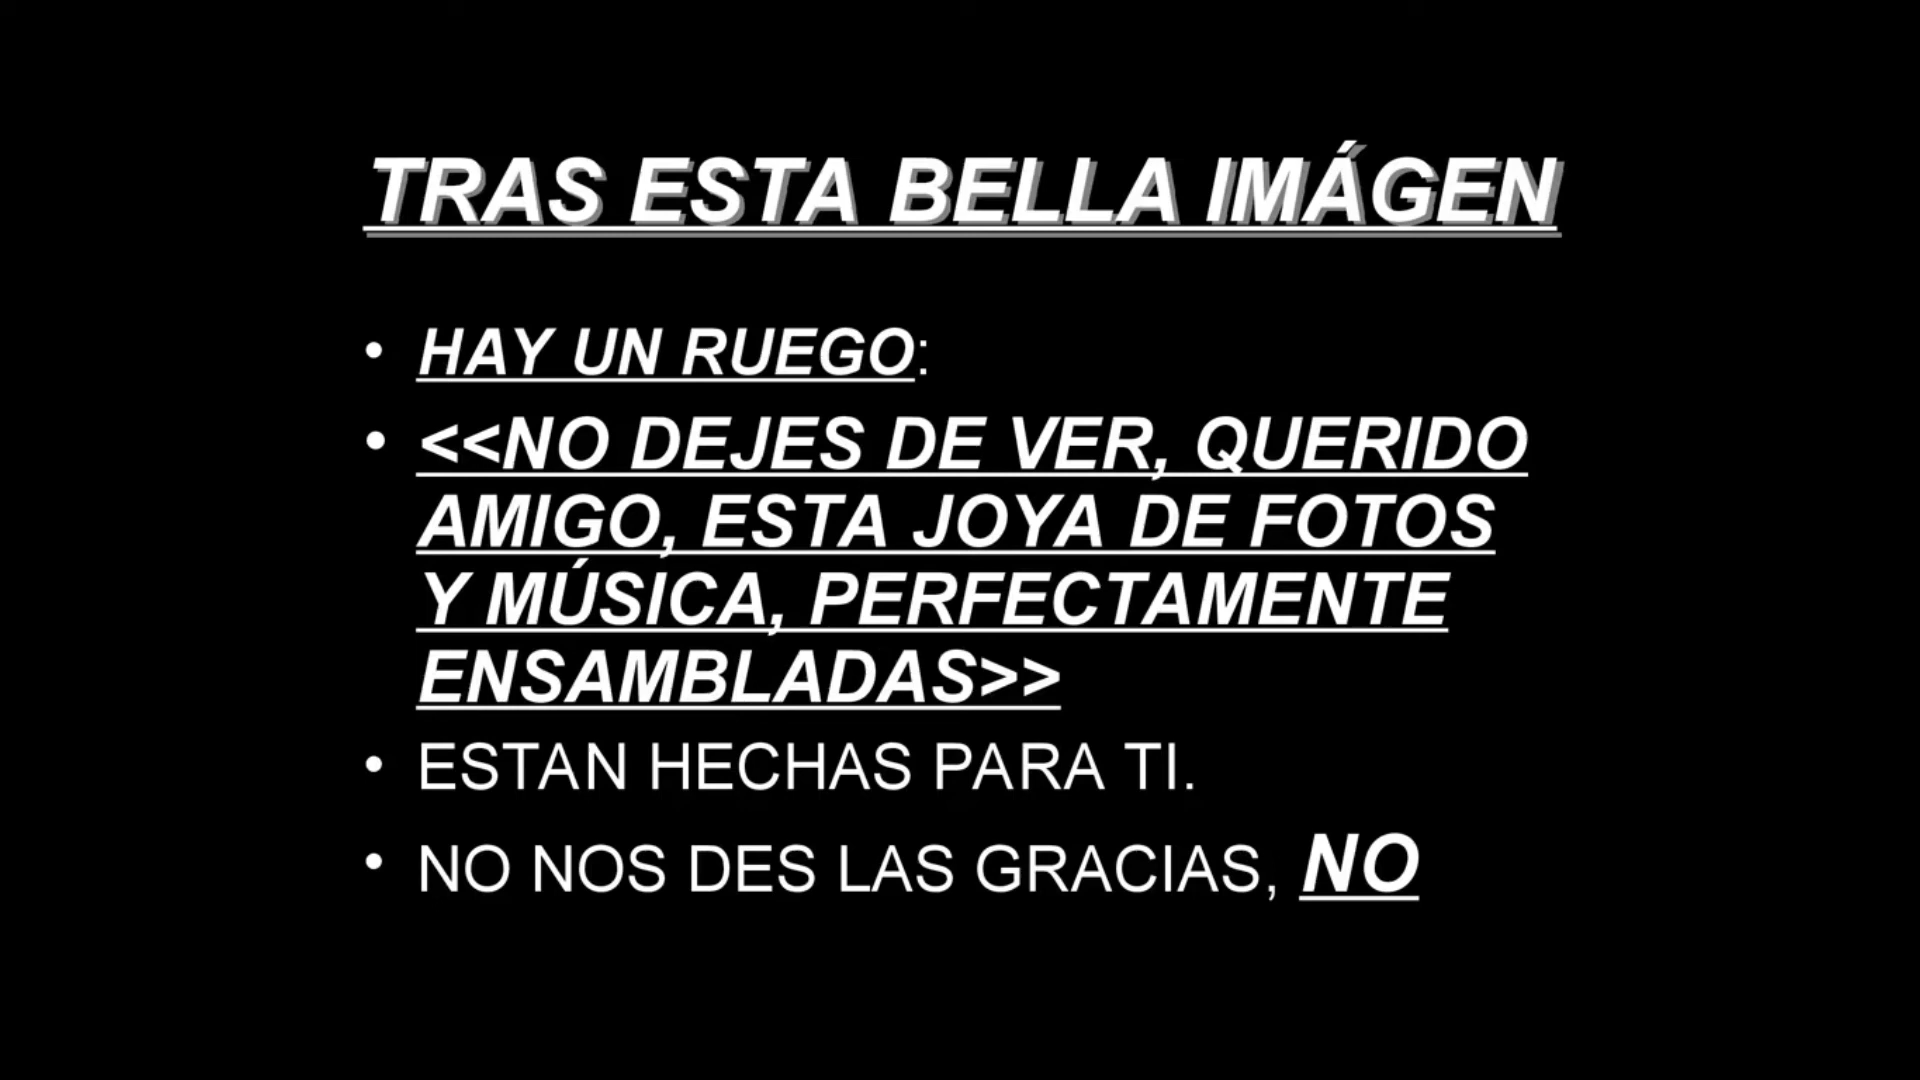 TRAS ESTA BELLA IMÁGEN
• HAY UN RUEGO:
• <<NO DEJES DE VER, QUERIDO
AMIGO, ESTA JOYA DE FOTOS
Y MÚSICA, PERFECTAMENTE
ENSAMBLADAS>>
• ESTAN HECHAS PARA TI.
• NO NOS DES LAS GRACIAS, NO